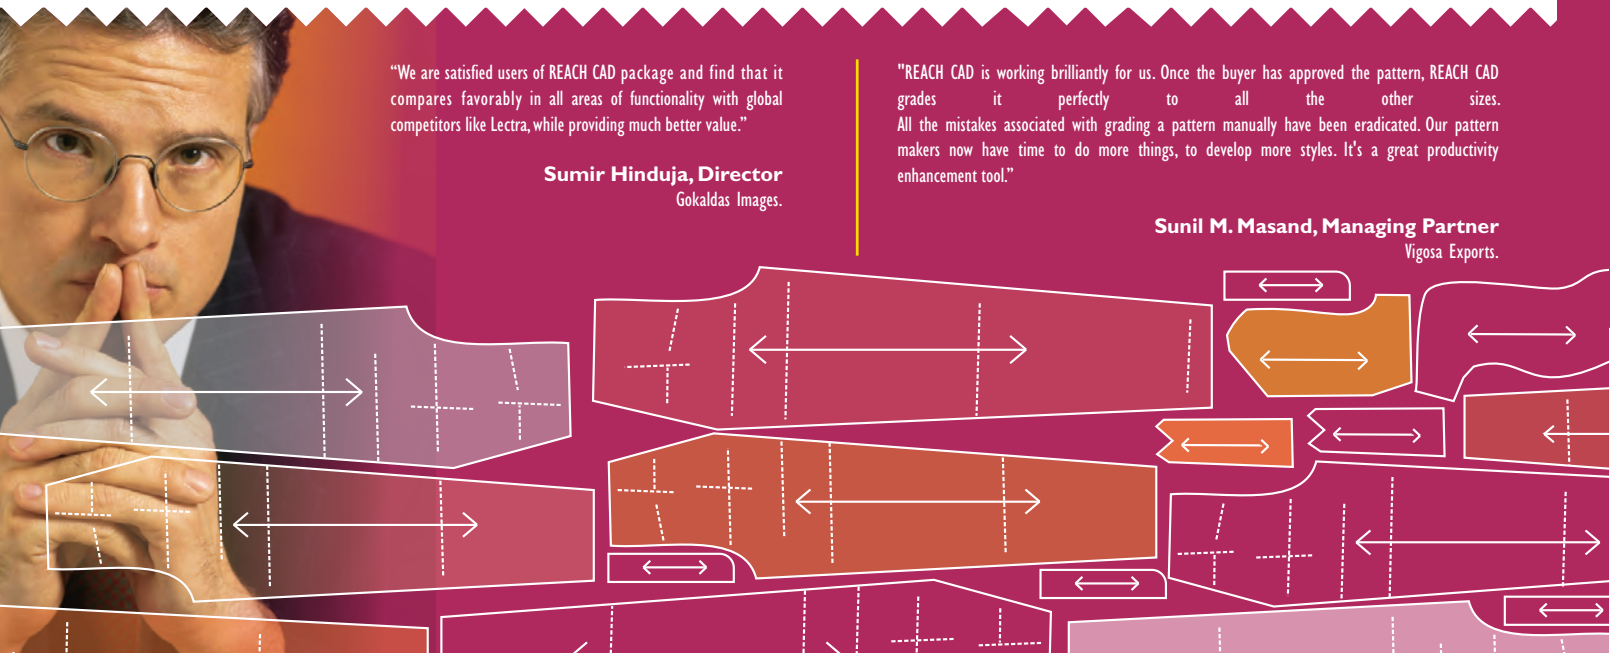 “We are satisfied users of REACH CAD package and find that it
compares favorably in all areas of functionality with global
competitors like Lectra, while providing much better value.”
Sumir Hinduja, Director
Gokaldas Images.
"REACH CAD is working brilliantly for us. Once the buyer has approved the pattern, REACH CAD
grades it perfectly to all the other sizes.
All the mistakes associated with grading a pattern manually have been eradicated. Our pattern
makers now have time to do more things, to develop more styles. It's a great productivity
enhancement tool.”
Sunil M. Masand, Managing Partner
Vigosa Exports.